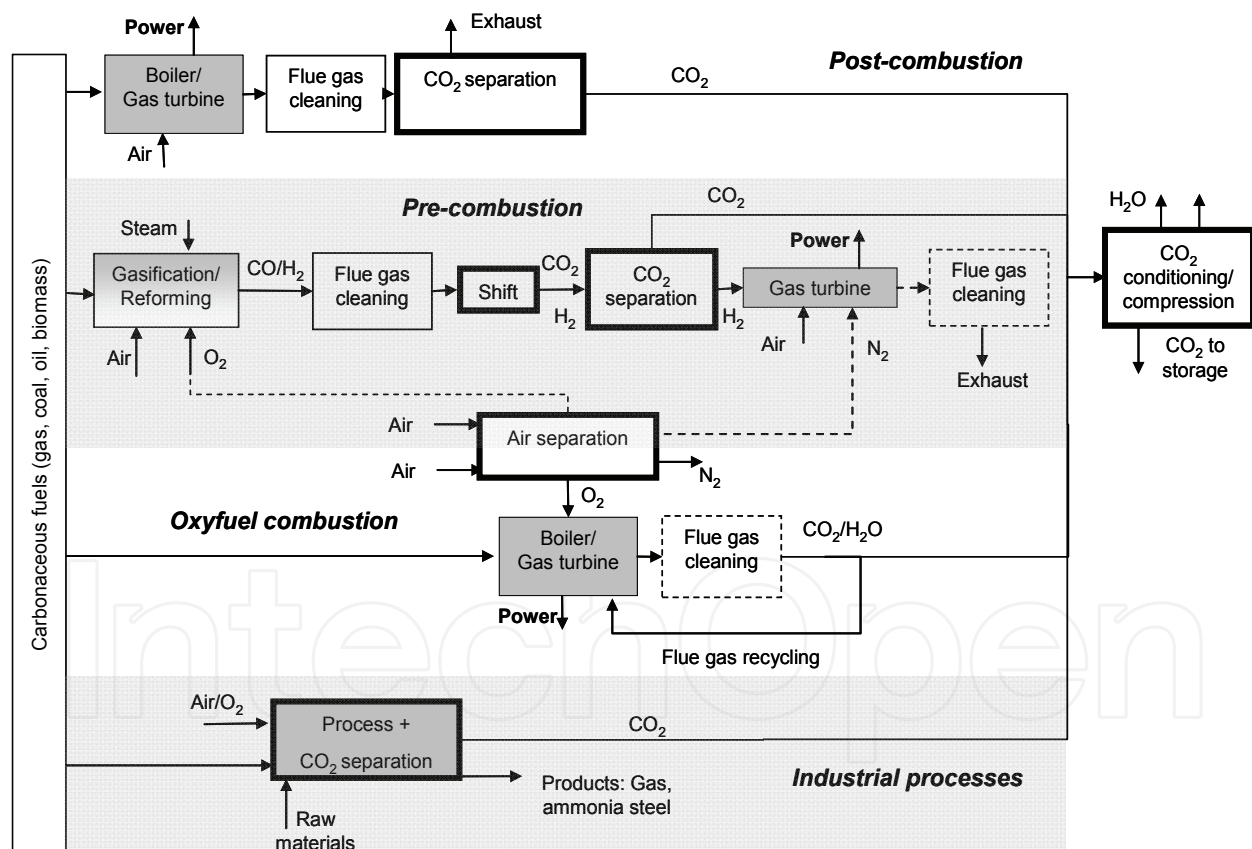 Carbonaceous fuels (gas, coal, oil, biomass)
Power
Exhaust
Boiler/
Gas turbine
Flue gas
cleaning
CO2 separation
CO2
Post-combustion
Air
Pre-combustion
CO2
Steam
Gasification/
Reforming
CO/H2
Flue gas
cleaning
Shift
CO2
H2
CO2
separation
H2
Power
Gas turbine
Flue gas
cleaning
Air
O2
Air
N2
Exhaust
H2O
CO2
conditioning/
compression
CO2 to
storage
Air
Air
Air separation
N2
O2
Oxyfuel combustion
Boiler/
Gas turbine
Flue gas
cleaning
CO2/H2O
Power
Flue gas recycling
IntechOpen
Air/O2
Process +
CO2 separation
CO2
Products: Gas,
ammonia steel
Industrial processes
Raw
materials